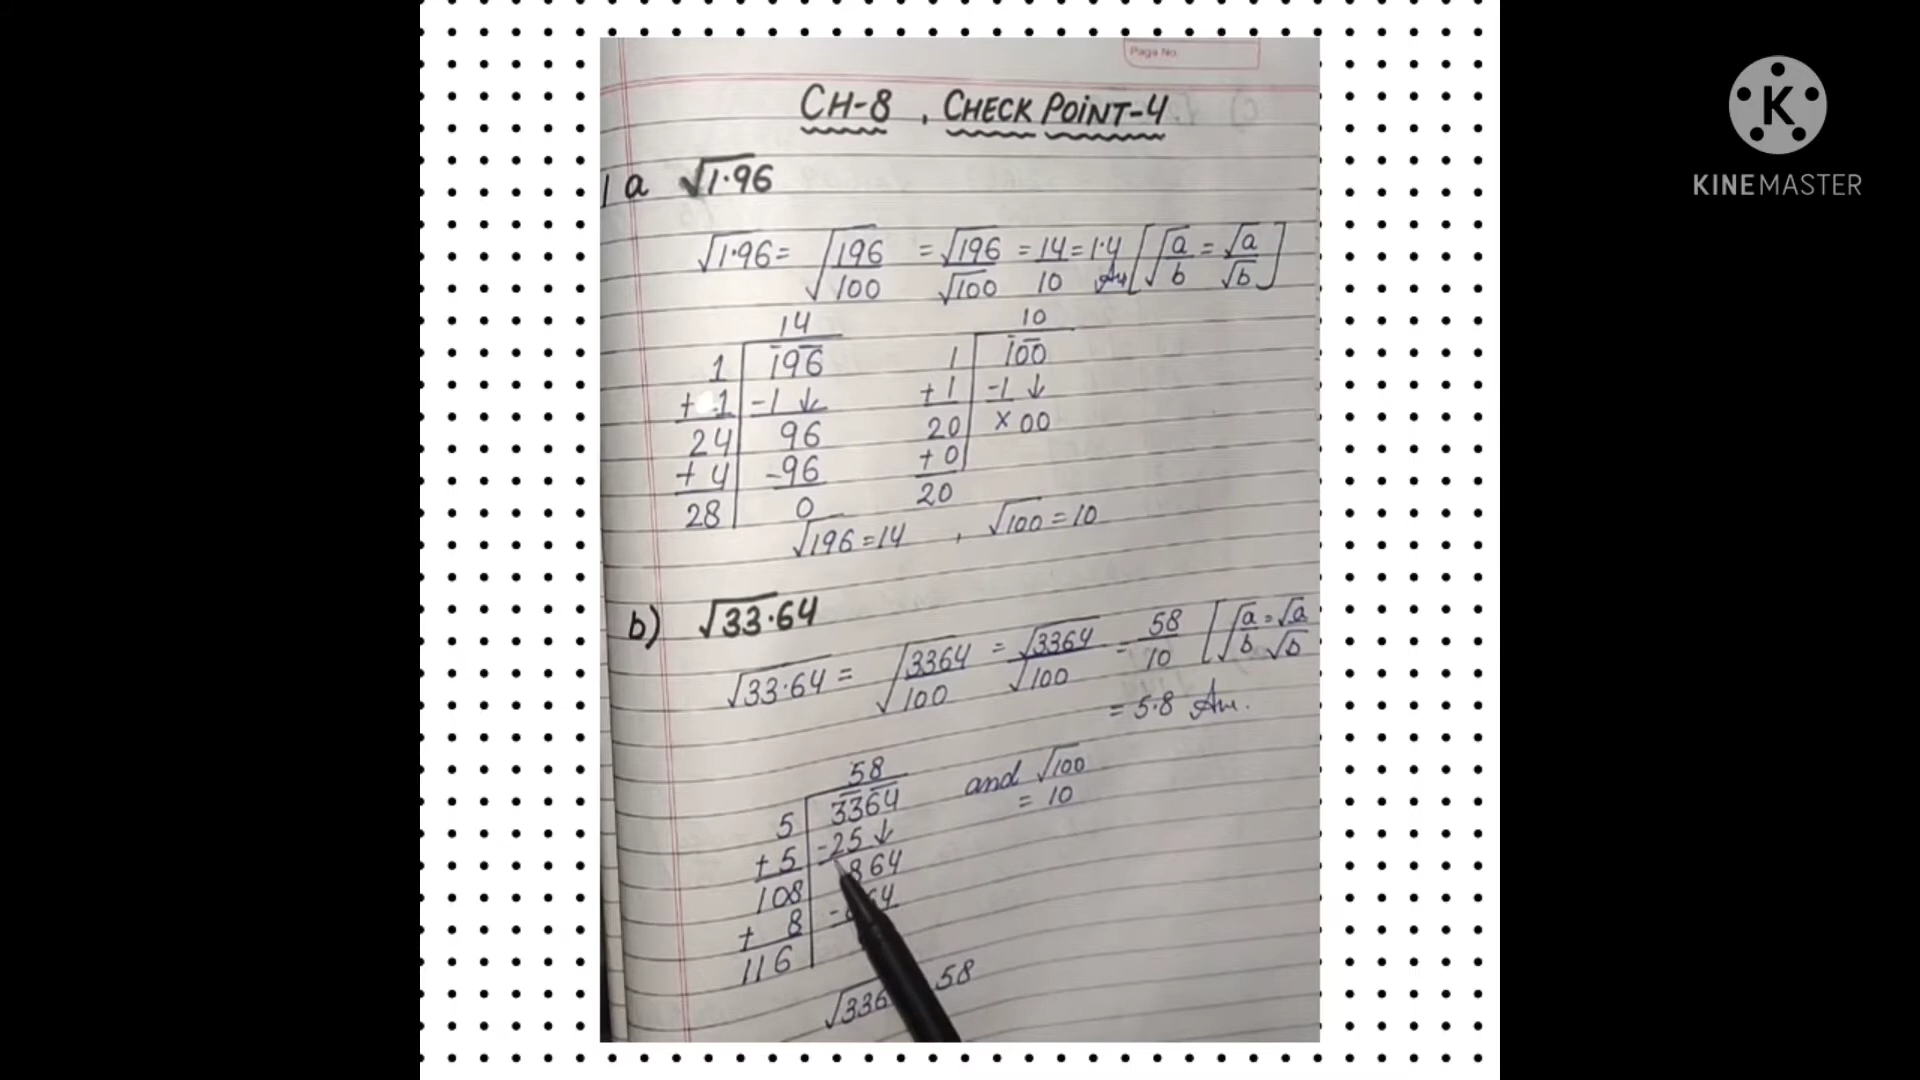 Page No.
CH-8 , CHECK POINT-4
1 a √1·96
√1·96 = √196/100 = √196/√100 = 14/10 = 1·4 Ans [√a/b = √a/√b]
14
1 196
+ 1 -1 ↓
24 96
+ 4 -96
28 0
10
1 100
+ 1 -1 ↓
20 × 00
+ 0
20
√196 = 14 , √100 = 10
b) √33·64
√33·64 = √3364/100 = √3364/√100 = 58/10 [√a/b = √a/√b
= 5·8 Ans.
58
5 3364
+ 5 -25 ↓
108 864
+ 8 -
116
and √100
= 10
√336 58
K
KINEMASTER